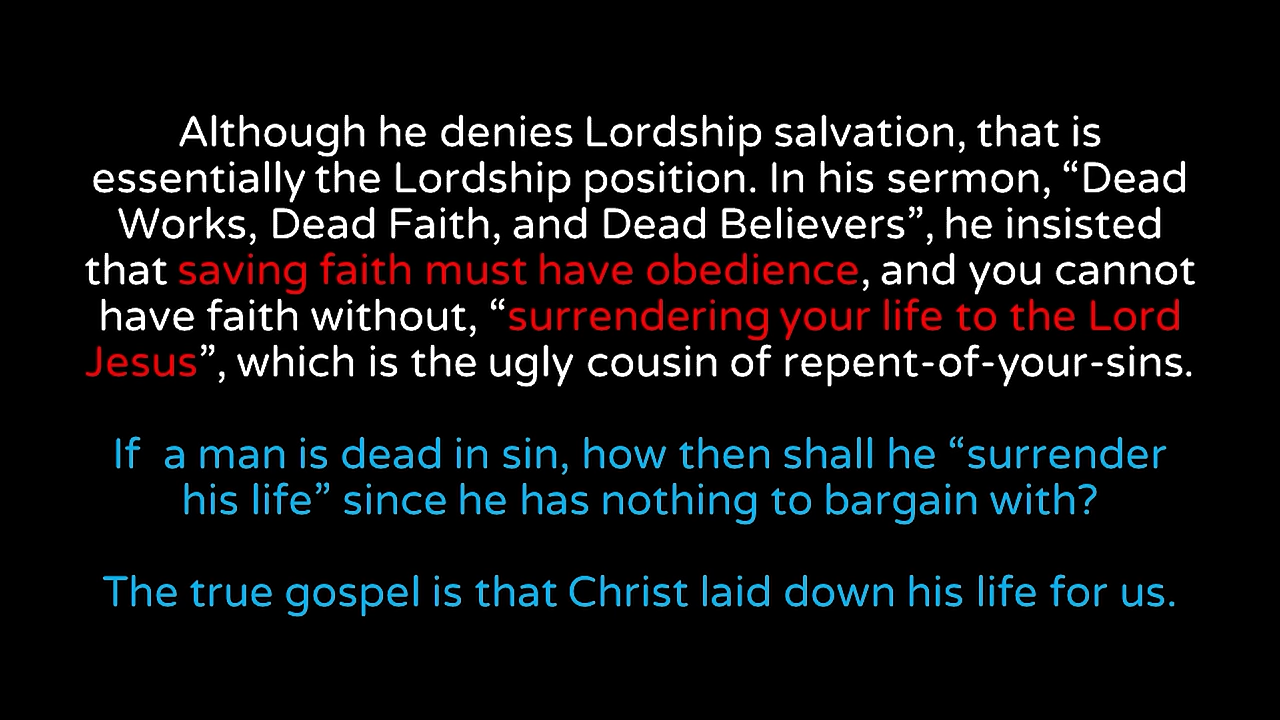 Although he denies Lordship salvation, that is
essentially the Lordship position. In his sermon, “Dead
Works, Dead Faith, and Dead Believers”, he insisted
that saving faith must have obedience, and you cannot
have faith without, “surrendering your life to the Lord
Jesus”, which is the ugly cousin of repent-of-your-sins.
If  a man is dead in sin, how then shall he “surrender
his life” since he has nothing to bargain with?
The true gospel is that Christ laid down his life for us.